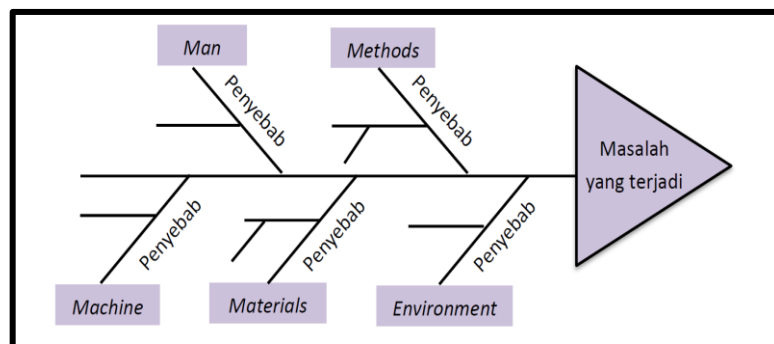 Man
Methods
Penyebab
Penyebab
Masalah
yang terjadi
Penyebab
Penyebab
Penyebab
Machine
Materials
Environment